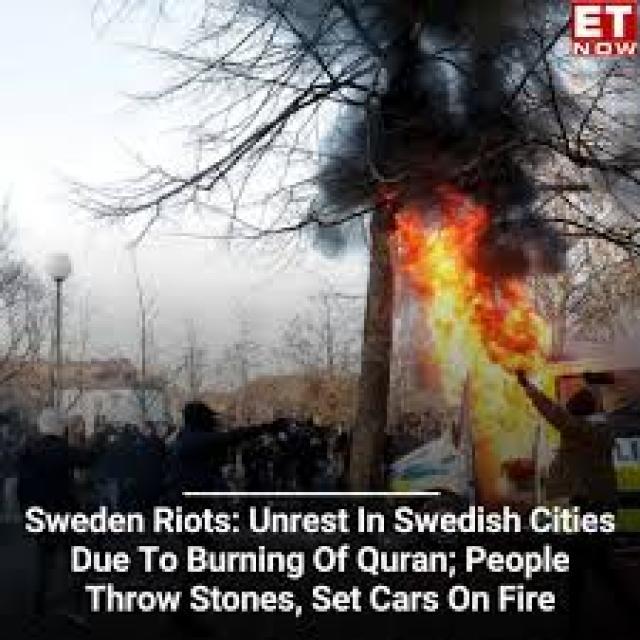 ET
NOW
Sweden Riots: Unrest In Swedish Cities
Due To Burning Of Quran; People
Throw Stones, Set Cars On Fire